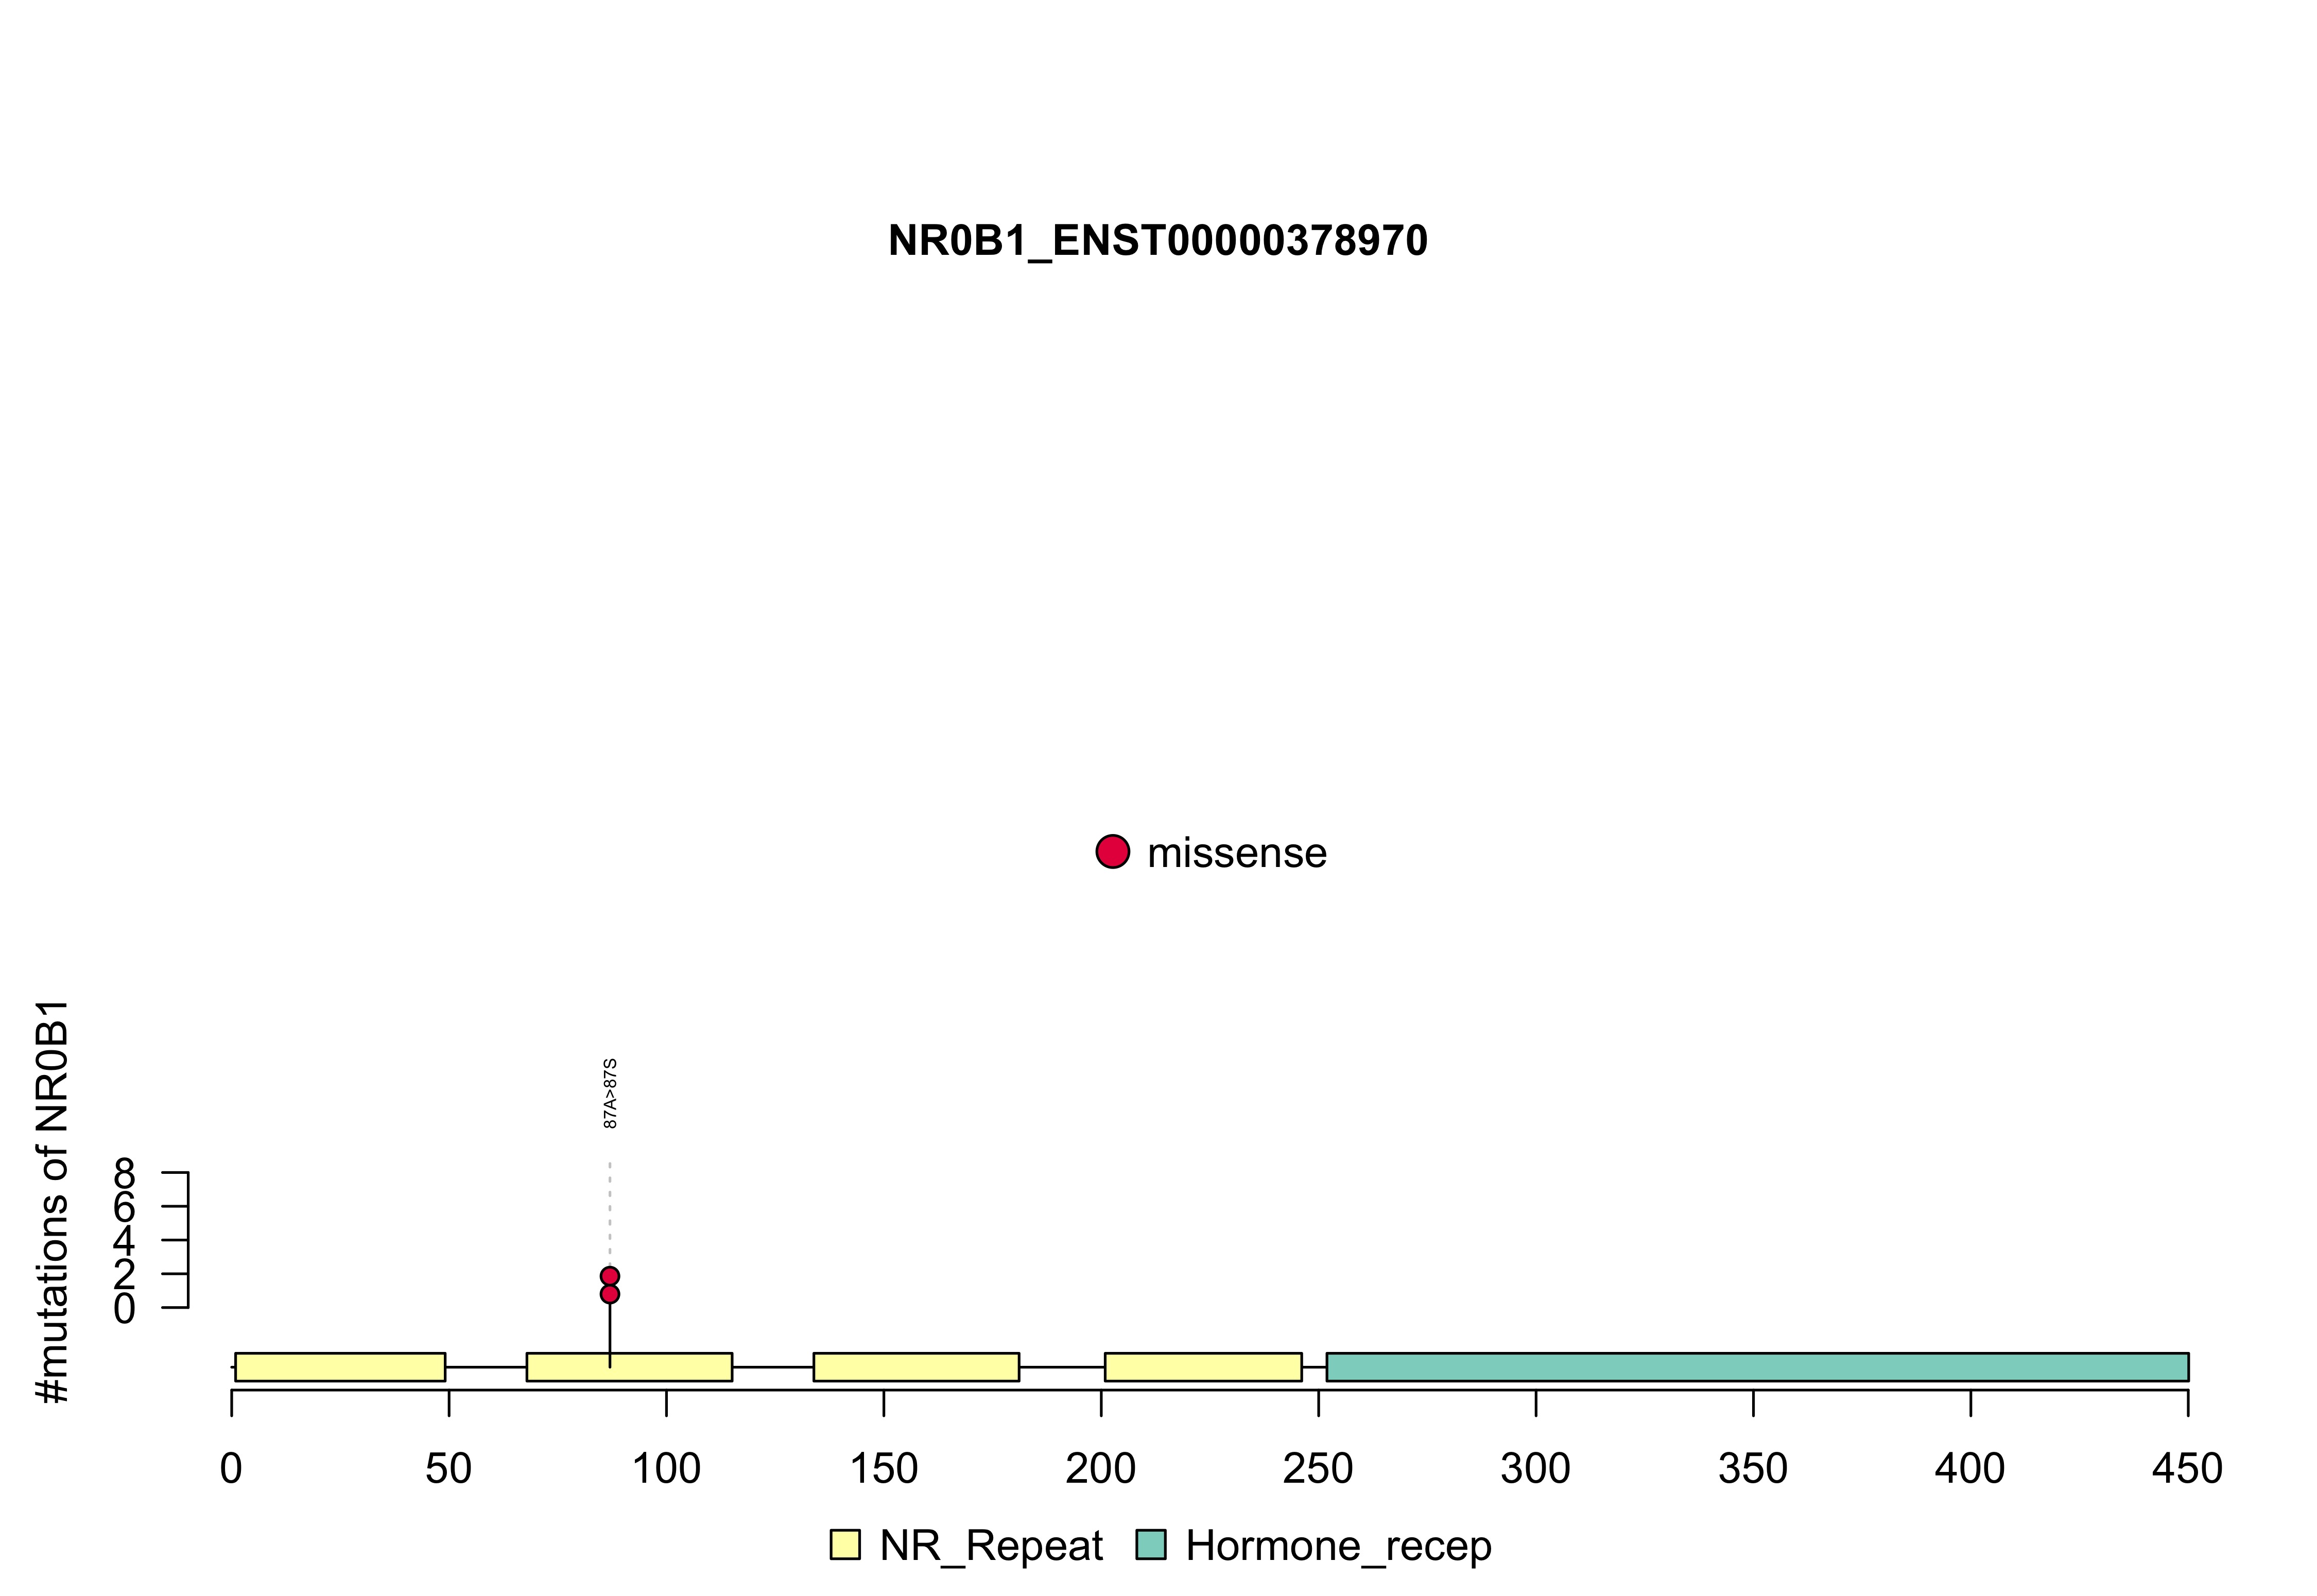 NR0B1_ENST00000378970
missense
#mutations of NR0B1
87A>87S
8
6
4
2
0
0 50 100 150 200 250 300 350 400 450
NR_Repeat Hormone_recep